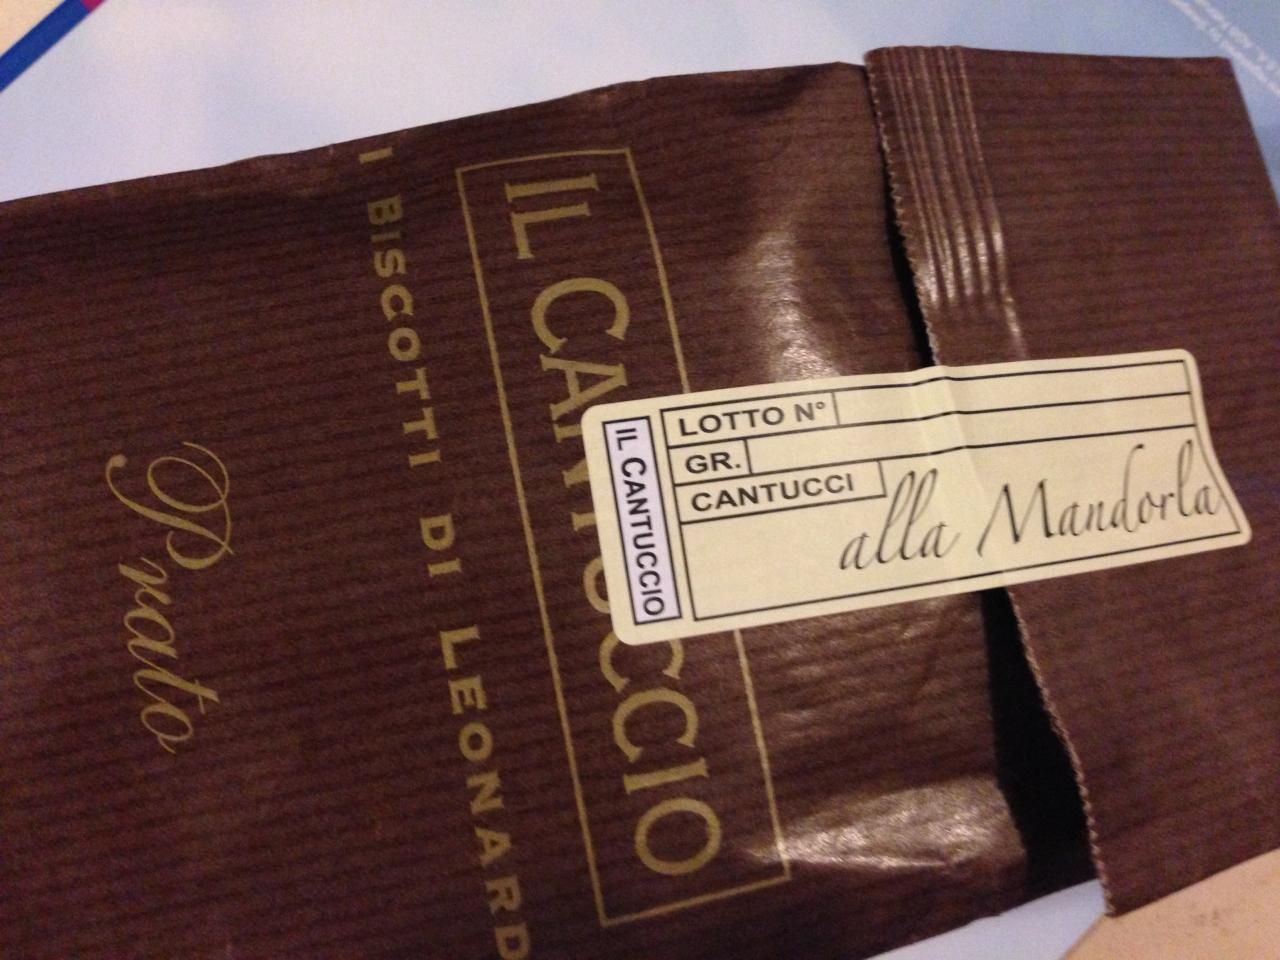 IL CANTUCCIO
I BISCOTTI DI LEONARD
Prato
IL CANTUCCIO
LOTTO N°
GR.
CANTUCCI
alla Mandorla